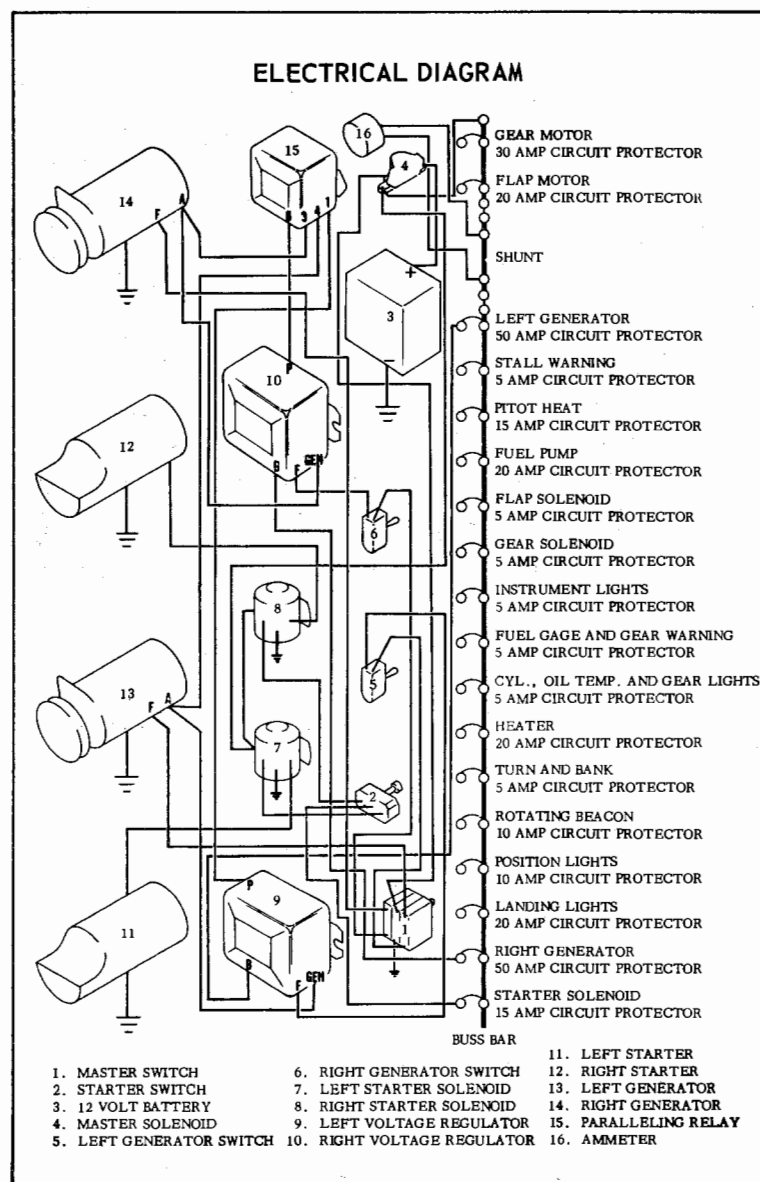 ELECTRICAL DIAGRAM
16
15
GEAR MOTOR
30 AMP CIRCUIT PROTECTOR
4
FLAP MOTOR
20 AMP CIRCUIT PROTECTOR
14
F
A
3
4
1
SHUNT
+
3
LEFT GENERATOR
50 AMP CIRCUIT PROTECTOR
STALL WARNING
5 AMP CIRCUIT PROTECTOR
P
10
PITOT HEAT
15 AMP CIRCUIT PROTECTOR
12
FUEL PUMP
20 AMP CIRCUIT PROTECTOR
F
GEN
FLAP SOLENOID
5 AMP CIRCUIT PROTECTOR
6
GEAR SOLENOID
5 AMP CIRCUIT PROTECTOR
INSTRUMENT LIGHTS
5 AMP CIRCUIT PROTECTOR
8
FUEL GAGE AND GEAR WARNING
5 AMP CIRCUIT PROTECTOR
5
CYL., OIL TEMP. AND GEAR LIGHTS
5 AMP CIRCUIT PROTECTOR
13
F
A
HEATER
20 AMP CIRCUIT PROTECTOR
7
TURN AND BANK
5 AMP CIRCUIT PROTECTOR
2
ROTATING BEACON
10 AMP CIRCUIT PROTECTOR
POSITION LIGHTS
10 AMP CIRCUIT PROTECTOR
P
9
LANDING LIGHTS
20 AMP CIRCUIT PROTECTOR
11
1
RIGHT GENERATOR
50 AMP CIRCUIT PROTECTOR
B
F
GEN
STARTER SOLENOID
15 AMP CIRCUIT PROTECTOR
BUSS BAR
1. MASTER SWITCH
2. STARTER SWITCH
3. 12 VOLT BATTERY
4. MASTER SOLENOID
5. LEFT GENERATOR SWITCH
6. RIGHT GENERATOR SWITCH
7. LEFT STARTER SOLENOID
8. RIGHT STARTER SOLENOID
9. LEFT VOLTAGE REGULATOR
10. RIGHT VOLTAGE REGULATOR
11. LEFT STARTER
12. RIGHT STARTER
13. LEFT GENERATOR
14. RIGHT GENERATOR
15. PARALLELING RELAY
16. AMMETER